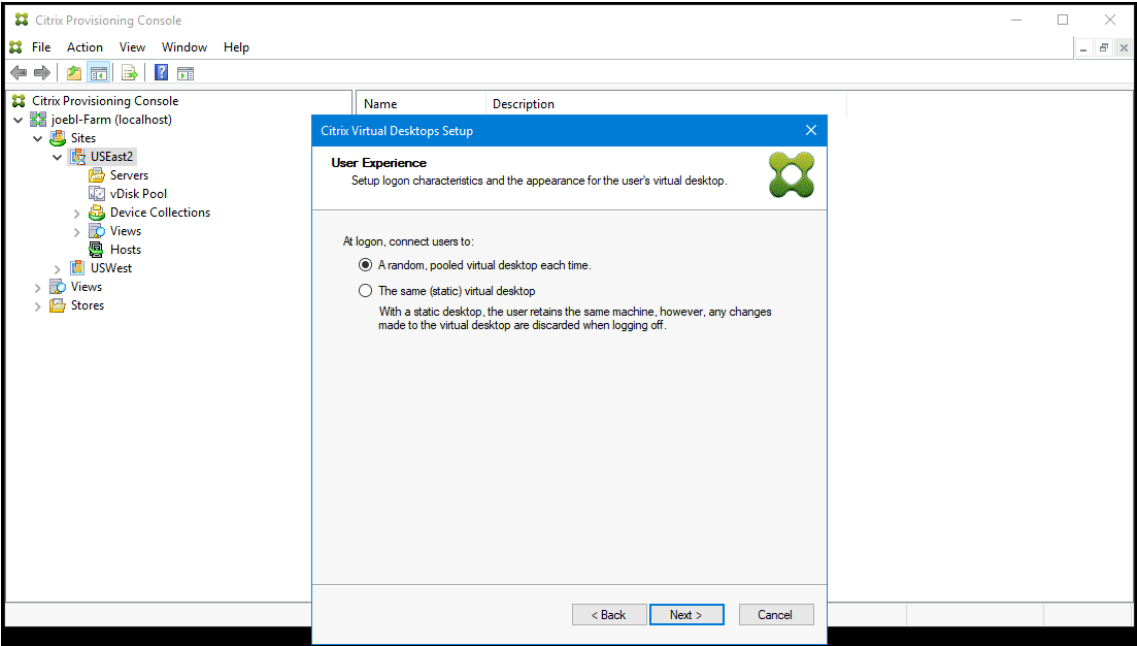 Citrix Provisioning Console
File Action View Window Help
Citrix Provisioning Console
joebl-Farm (localhost)
Sites
USEast2
Servers
vDisk Pool
Device Collections
Views
Hosts
USWest
Views
Stores
Name Description
Citrix Virtual Desktops Setup
User Experience
Setup logon characteristics and the appearance for the user's virtual desktop.
At logon, connect users to:
A random, pooled virtual desktop each time.
The same (static) virtual desktop
With a static desktop, the user retains the same machine, however, any changes
made to the virtual desktop are discarded when logging off.
< Back Next > Cancel